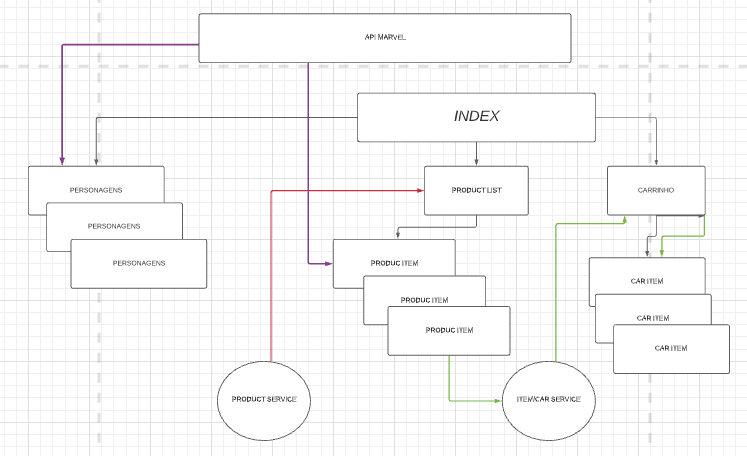 API MARVEL
INDEX
PERSONAGENS
PRODUCT LIST
CARRINHO
PERSONAGENS
PERSONAGENS
PRODUC ITEM
CAR ITEM
PRODUC ITEM
CAR ITEM
PRODUC ITEM
CAR ITEM
PRODUCT SERVICE
ITEM/CAR SERVICE